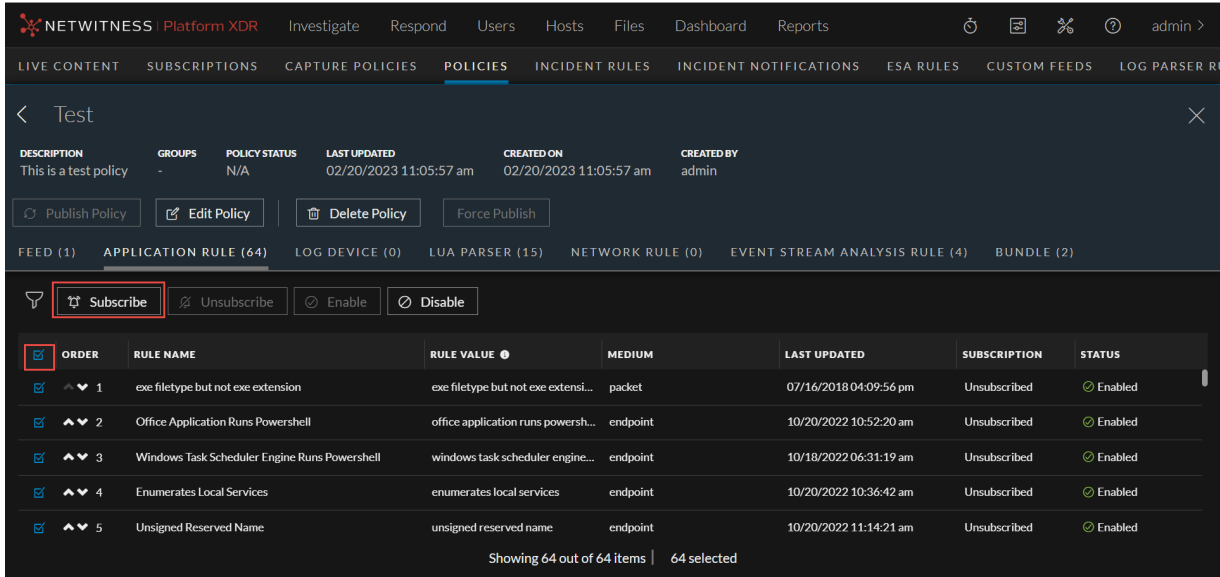 NETWITNESS | Platform XDR Investigate Respond Users Hosts Files Dashboard Reports admin >
LIVE CONTENT SUBSCRIPTIONS CAPTURE POLICIES POLICIES INCIDENT RULES INCIDENT NOTIFICATIONS ESA RULES CUSTOM FEEDS LOG PARSER RU
Test
DESCRIPTION GROUPS POLICY STATUS LAST UPDATED CREATED ON CREATED BY
This is a test policy - N/A 02/20/2023 11:05:57 am 02/20/2023 11:05:57 am admin
Publish Policy Edit Policy Delete Policy Force Publish
FEED (1) APPLICATION RULE (64) LOG DEVICE (0) LUA PARSER (15) NETWORK RULE (0) EVENT STREAM ANALYSIS RULE (4) BUNDLE (2)
Subscribe Unsubscribe Enable Disable
ORDER RULE NAME RULE VALUE MEDIUM LAST UPDATED SUBSCRIPTION STATUS
1 exe filetype but not exe extension exe filetype but not exe extensi... packet 07/16/2018 04:09:56 pm Unsubscribed Enabled
2 Office Application Runs Powershell office application runs powersh... endpoint 10/20/2022 10:52:20 am Unsubscribed Enabled
3 Windows Task Scheduler Engine Runs Powershell windows task scheduler engine... endpoint 10/18/2022 06:31:19 am Unsubscribed Enabled
4 Enumerates Local Services enumerates local services endpoint 10/20/2022 10:36:42 am Unsubscribed Enabled
5 Unsigned Reserved Name unsigned reserved name endpoint 10/20/2022 11:14:21 am Unsubscribed Enabled
Showing 64 out of 64 items | 64 selected